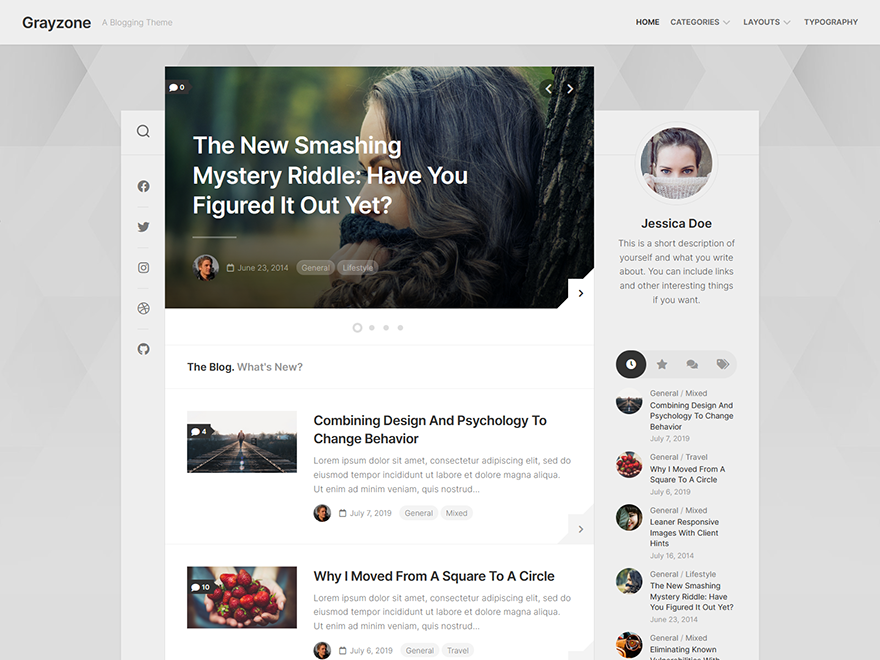 Grayzone
A Blogging Theme
HOME
CATEGORIES
LAYOUTS
TYPOGRAPHY
0
The New Smashing
Mystery Riddle: Have You
Figured It Out Yet?
June 23, 2014
General
Lifestyle
The Blog. What's New?
4
Combining Design And Psychology To
Change Behavior
Lorem ipsum dolor sit amet, consectetur adipiscing elit, sed do
eiusmod tempor incididunt ut labore et dolore magna aliqua.
Ut enim ad minim veniam, quis nostrud...
July 7, 2019
General
Mixed
10
Why I Moved From A Square To A Circle
Lorem ipsum dolor sit amet, consectetur adipiscing elit, sed do
eiusmod tempor incididunt ut labore et dolore magna aliqua.
Ut enim ad minim veniam, quis nostrud...
July 6, 2019
General
Travel
Jessica Doe
This is a short description of
yourself and what you write
about. You can include links
and other interesting things
if you want.
General / Mixed
Combining Design And
Psychology To Change
Behavior
July 7, 2019
General / Travel
Why I Moved From A
Square To A Circle
July 6, 2019
General / Mixed
Leaner Responsive
Images With Client
Hints
July 16, 2014
General / Lifestyle
The New Smashing
Mystery Riddle: Have
You Figured It Out Yet?
June 23, 2014
General / Mixed
Eliminating Known
Vulnerabilities With